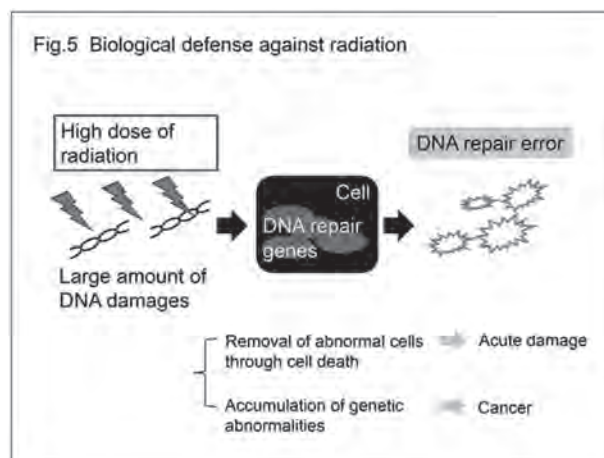 Fig.5 Biological defense against radiation
High dose of
radiation
DNA repair error
Cell
DNA repair
genes
Large amount of
DNA damages
Removal of abnormal cells
through cell death
Acute damage
Accumulation of genetic
abnormalities
Cancer